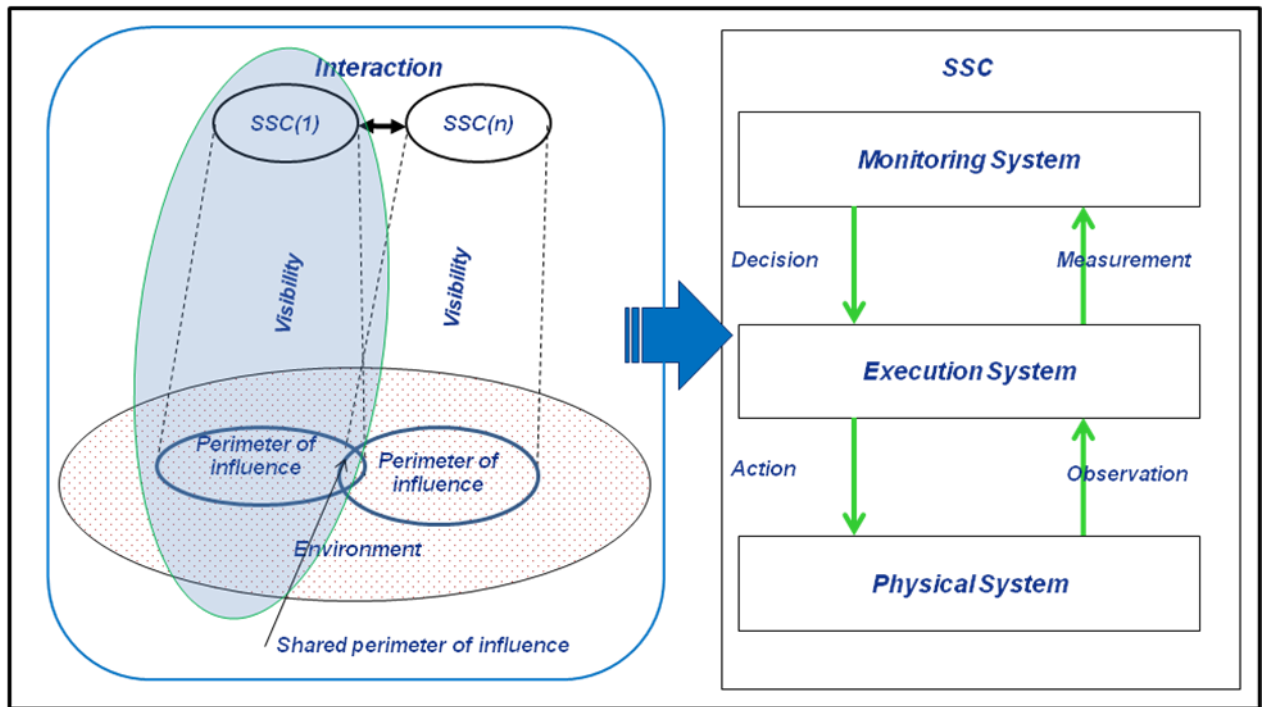 Interaction
SSC(1)
SSC(n)
Visibility
Visibility
Perimeter of
influence
Perimeter of
influence
Environment
Shared perimeter of influence
SSC
Monitoring System
Decision
Measurement
Execution System
Action
Observation
Physical System